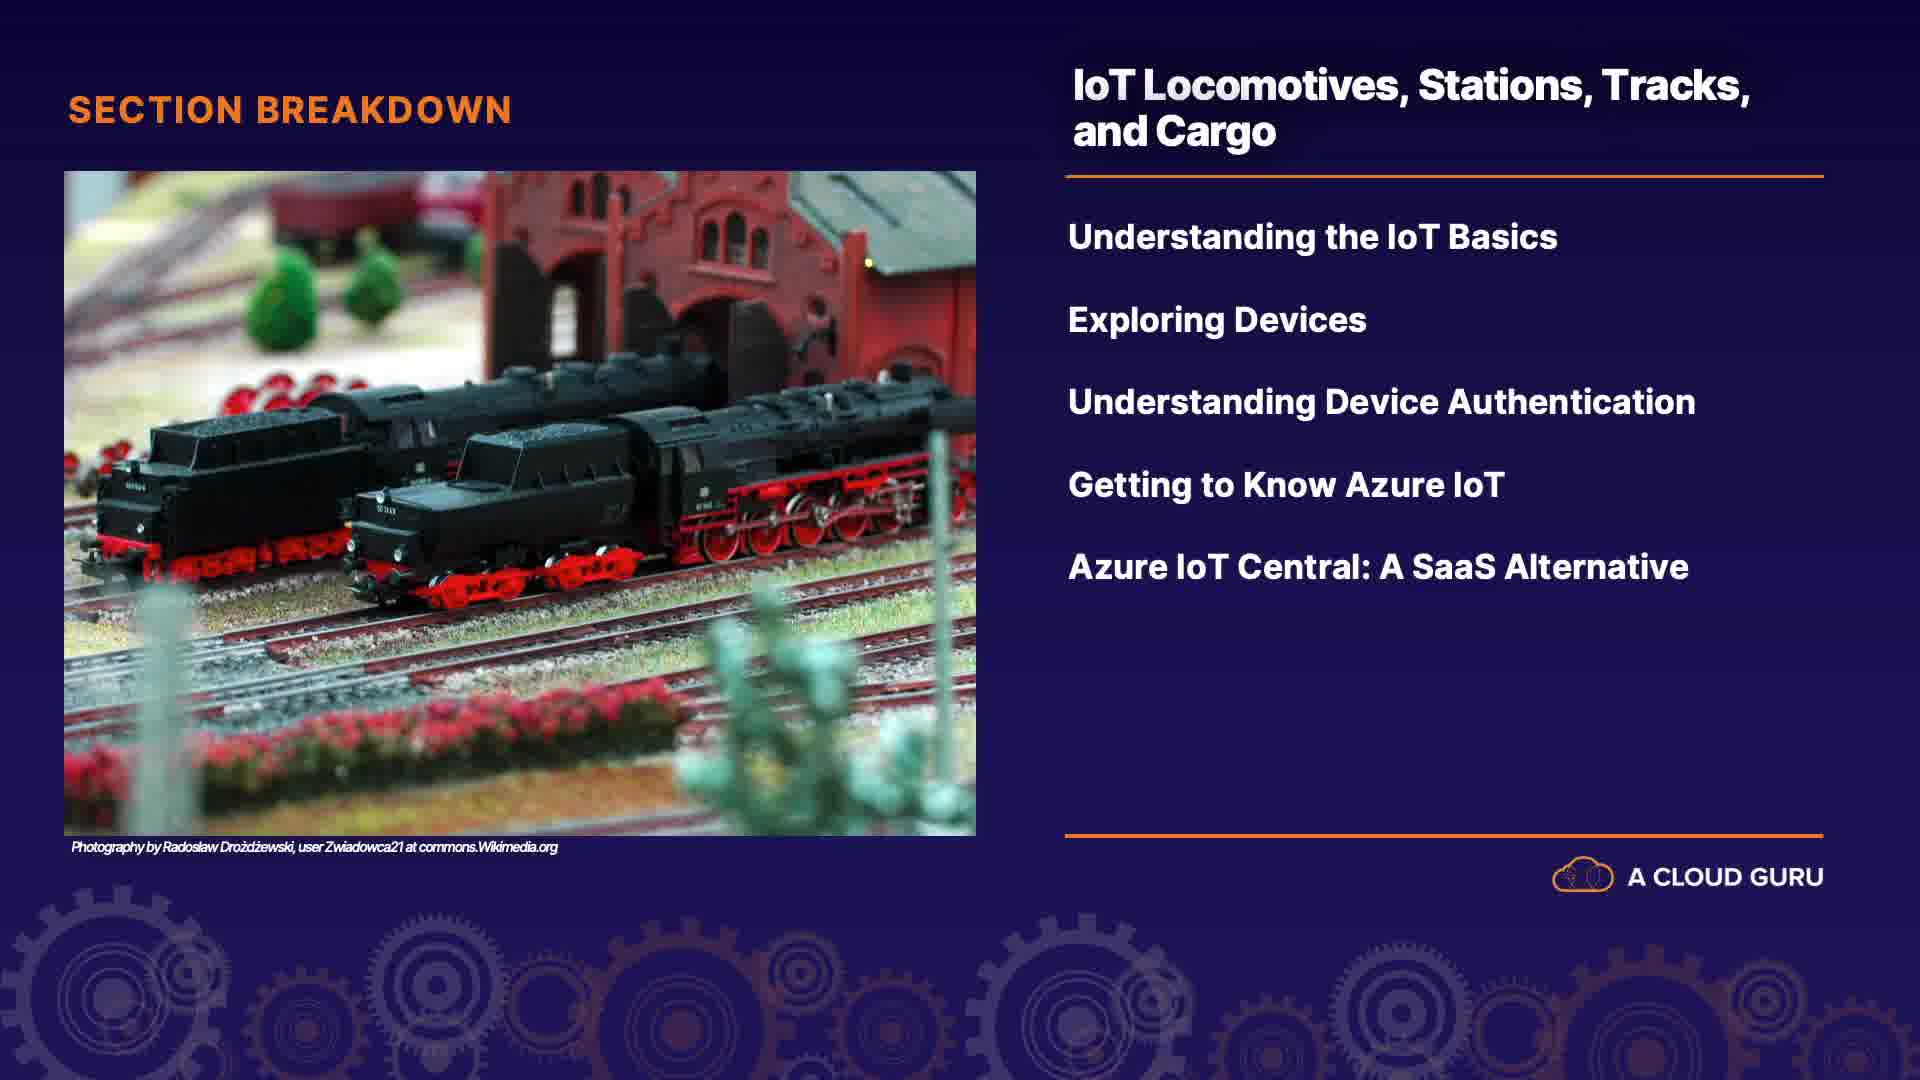 SECTION BREAKDOWN
IoT Locomotives, Stations, Tracks,
and Cargo
Understanding the IoT Basics
Exploring Devices
Understanding Device Authentication
Getting to Know Azure IoT
Azure IoT Central: A SaaS Alternative
Photography by Radosław Drożdżewski, user Zwiadowca21 at commons.Wikimedia.org
A CLOUD GURU